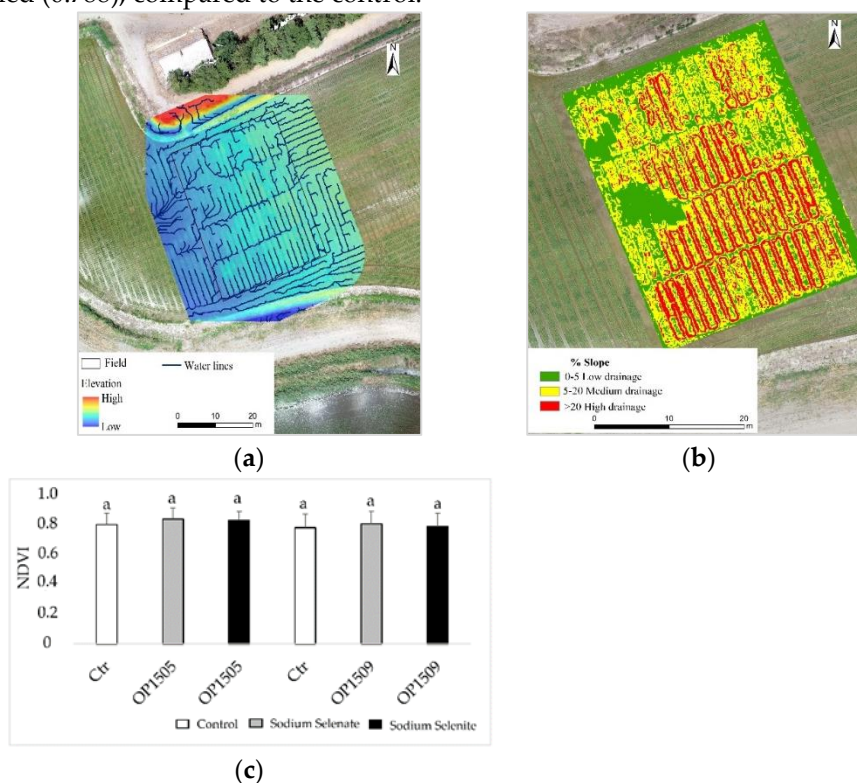 (0.788), compared to the control.
N
Field
Water lines
Elevation
High
Low
0 10 20
m
(a)
N
% Slope
0-5 Low drainage
5-20 Medium drainage
>20 High drainage
0 10 20
m
(b)
1.0
0.8
0.6
0.4
0.2
0
NDVI
a a a a a a
Ctr OP1505 OP1505 Ctr OP1509 OP1509
Control Sodium Selenate Sodium Selenite
(c)